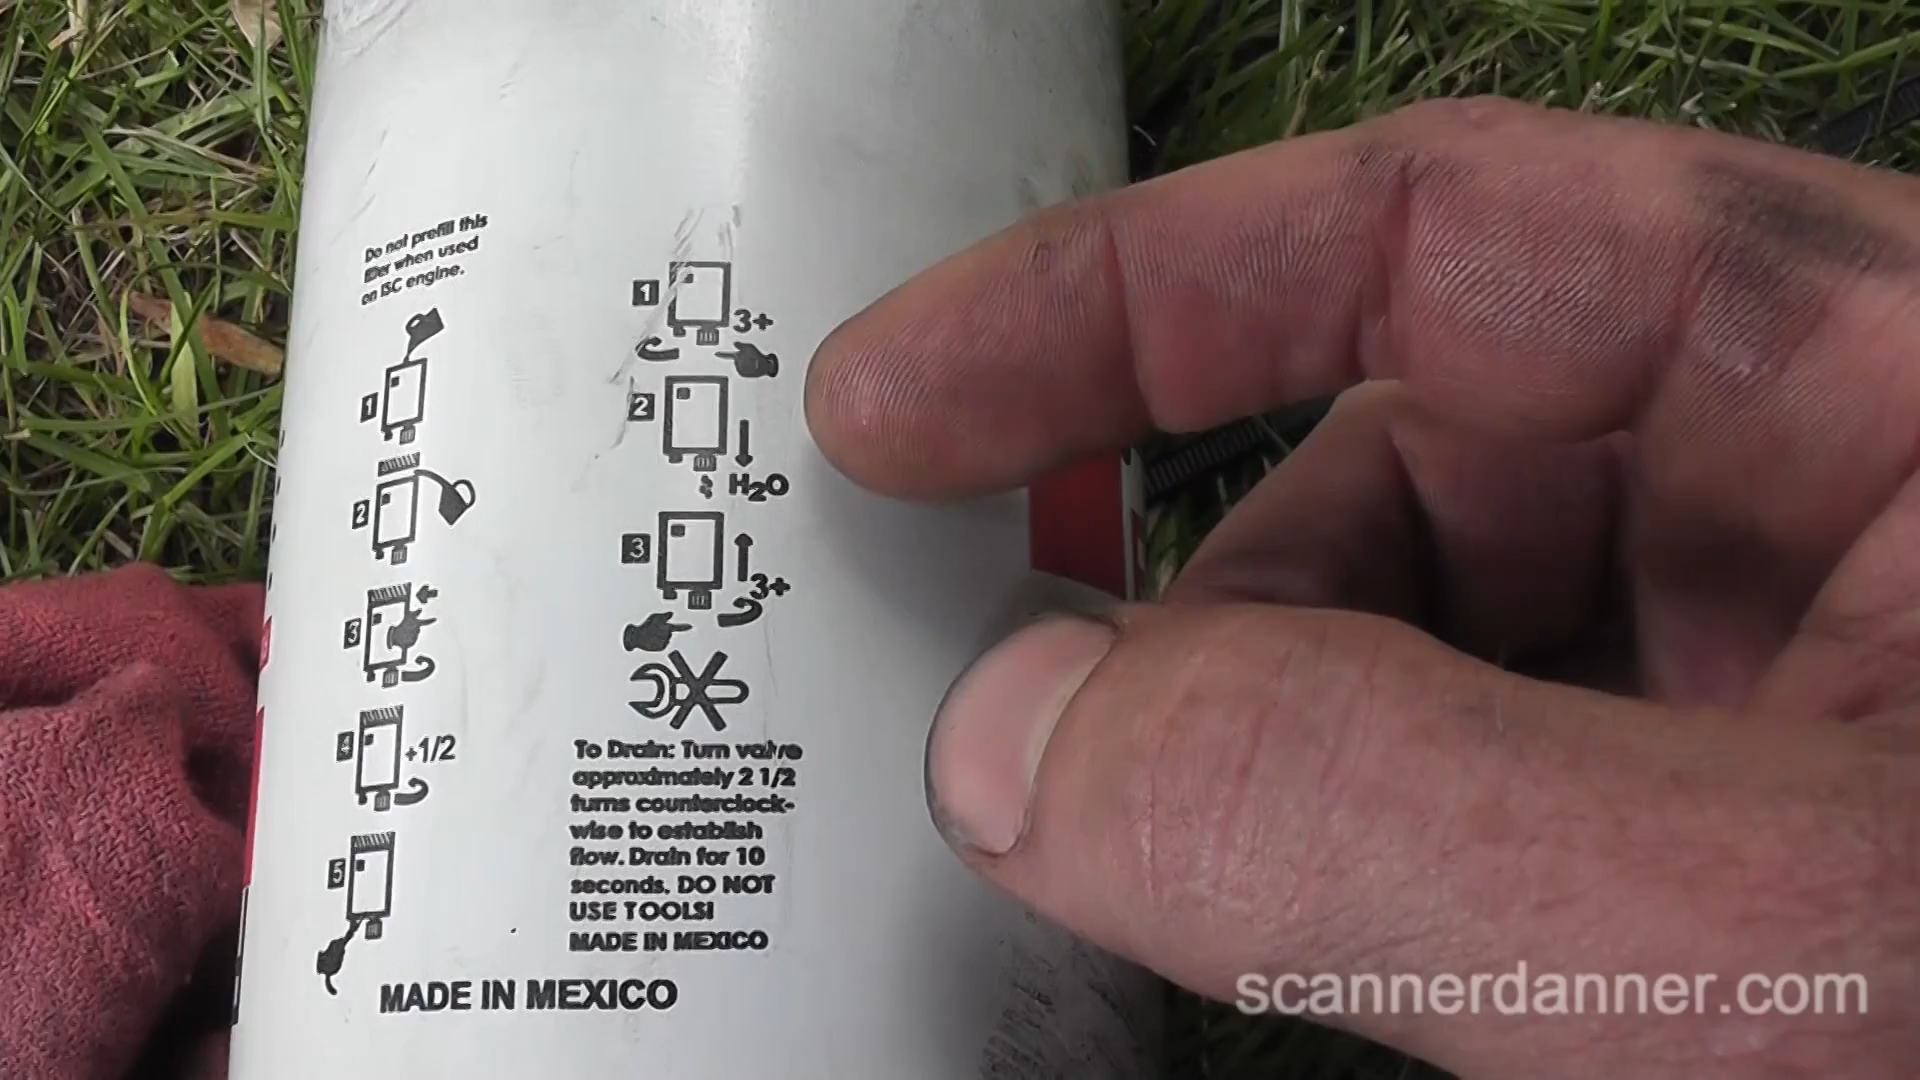 Do not prefill this
filter when used
on ISC engine.
1
2
3
4
+1/2
5
1
3+
2
H2O
3
3+
To Drain: Turn valve
approximately 2 1/2
turns counterclock-
wise to establish
flow. Drain for 10
seconds. DO NOT
USE TOOLS!
MADE IN MEXICO
MADE IN MEXICO
scannerdanner.com